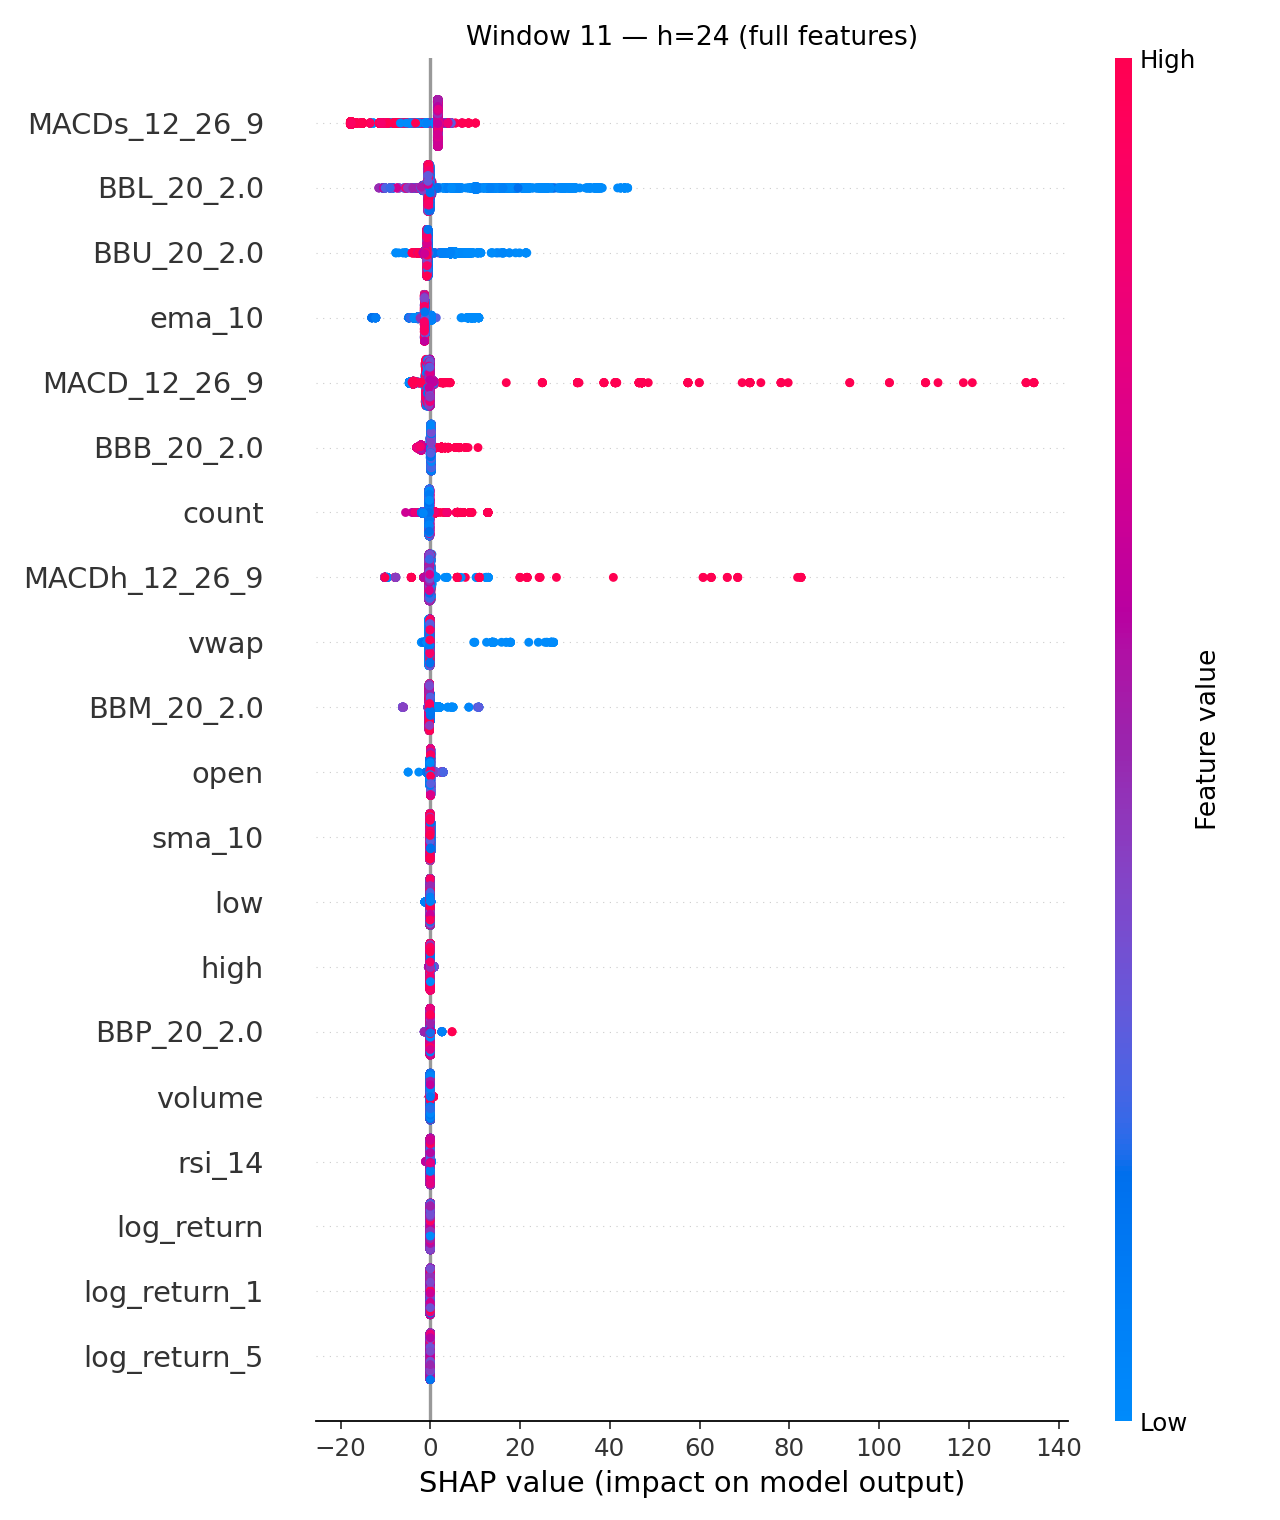 Window 11 — h=24 (full features)
High
MACDs_12_26_9
BBL_20_2.0
BBU_20_2.0
ema_10
MACD_12_26_9
BBB_20_2.0
count
MACDh_12_26_9
vwap
BBM_20_2.0
open
sma_10
low
high
BBP_20_2.0
volume
rsi_14
log_return
log_return_1
log_return_5
Feature value
Low
−20 0 20 40 60 80 100 120 140
SHAP value (impact on model output)